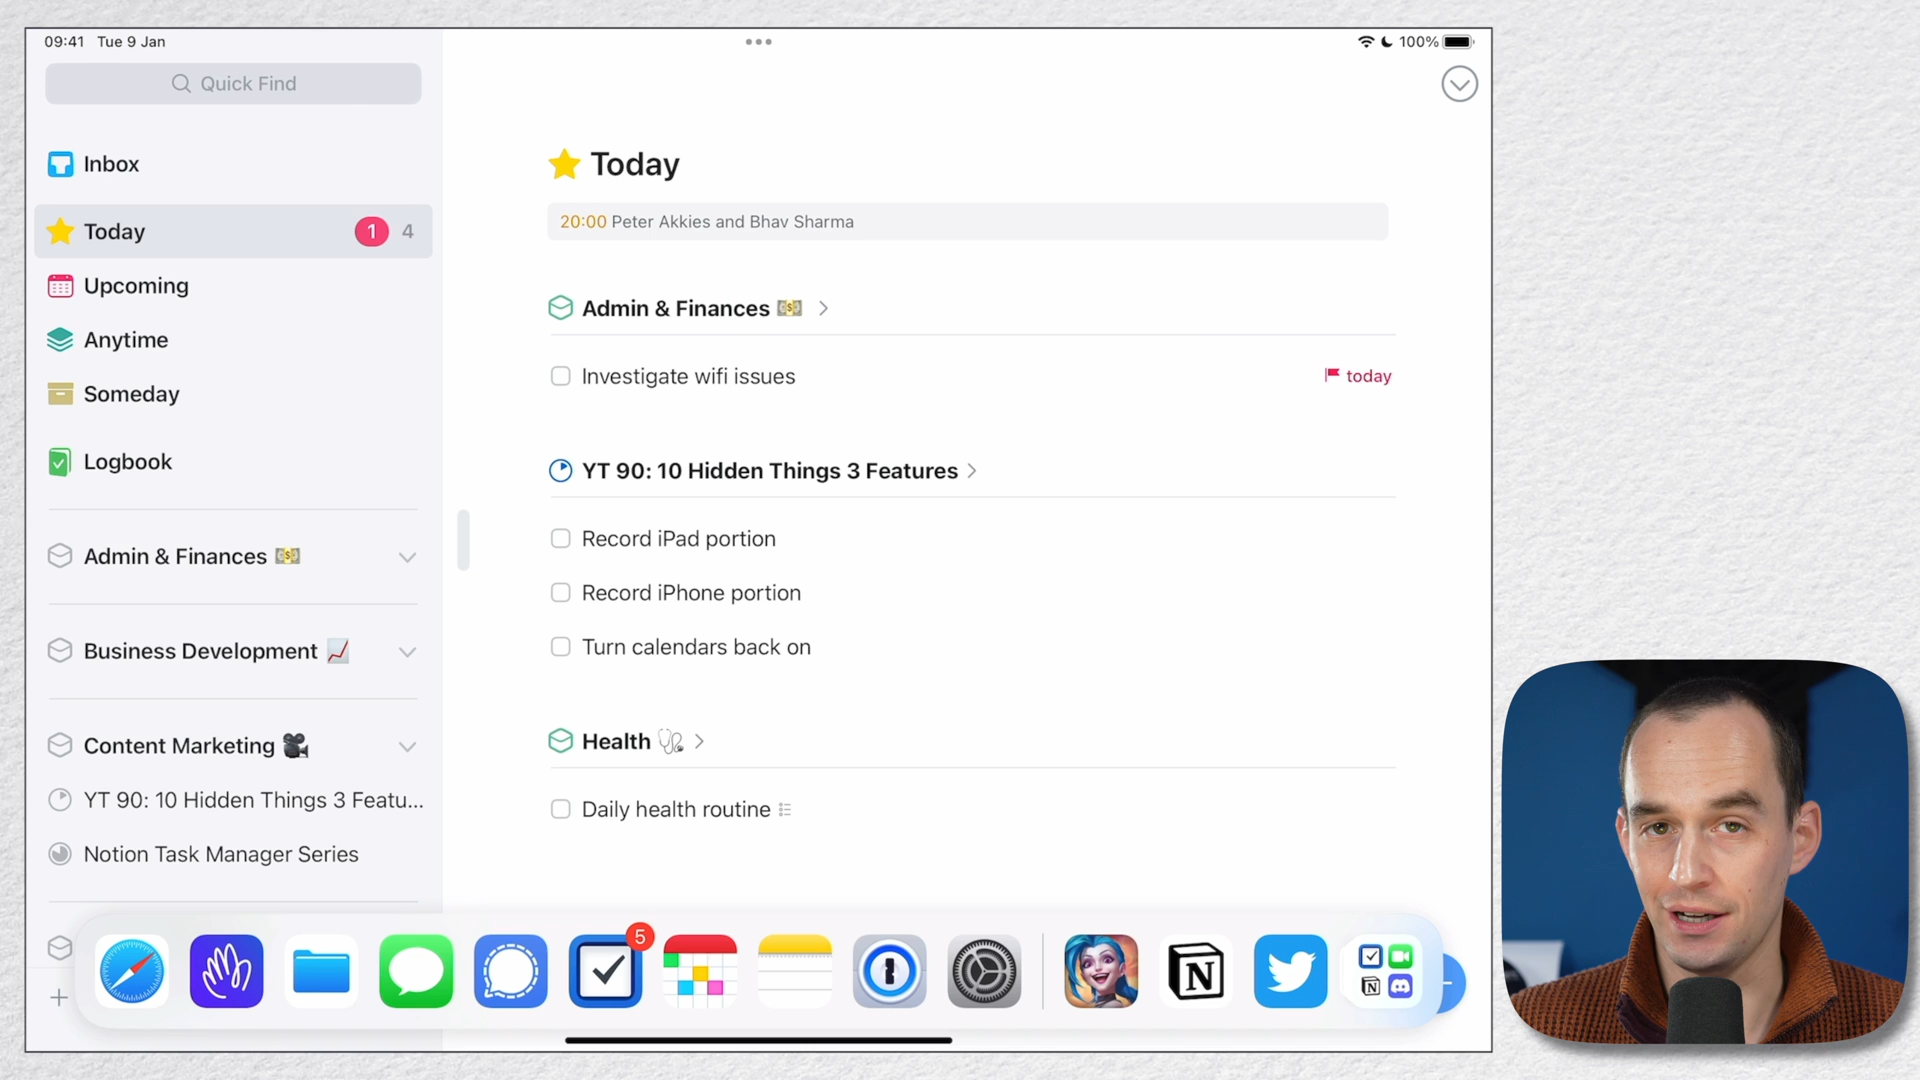 09:41 Tue 9 Jan
100%
Quick Find
Inbox
Today 1 4
Upcoming
Anytime
Someday
Logbook
Admin & Finances
Business Development
Content Marketing
YT 90: 10 Hidden Things 3 Featu...
Notion Task Manager Series
Today
20:00 Peter Akkies and Bhav Sharma
Admin & Finances
Investigate wifi issues
today
YT 90: 10 Hidden Things 3 Features
Record iPad portion
Record iPhone portion
Turn calendars back on
Health
Daily health routine
5